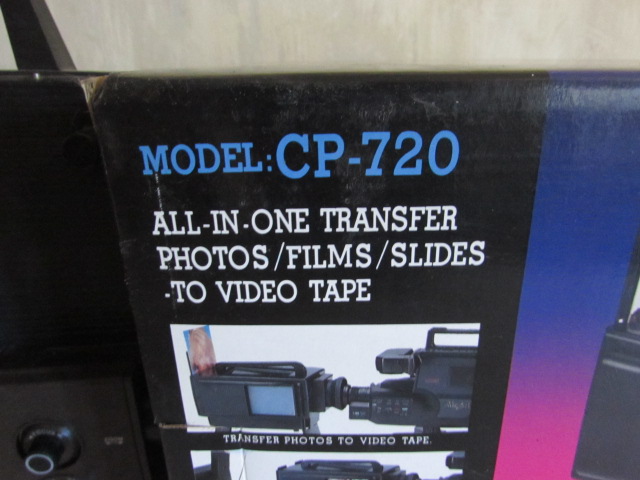 MODEL: CP-720
ALL-IN-ONE TRANSFER
PHOTOS/FILMS/SLIDES
-TO VIDEO TAPE
TRANSFER PHOTOS TO VIDEO TAPE.